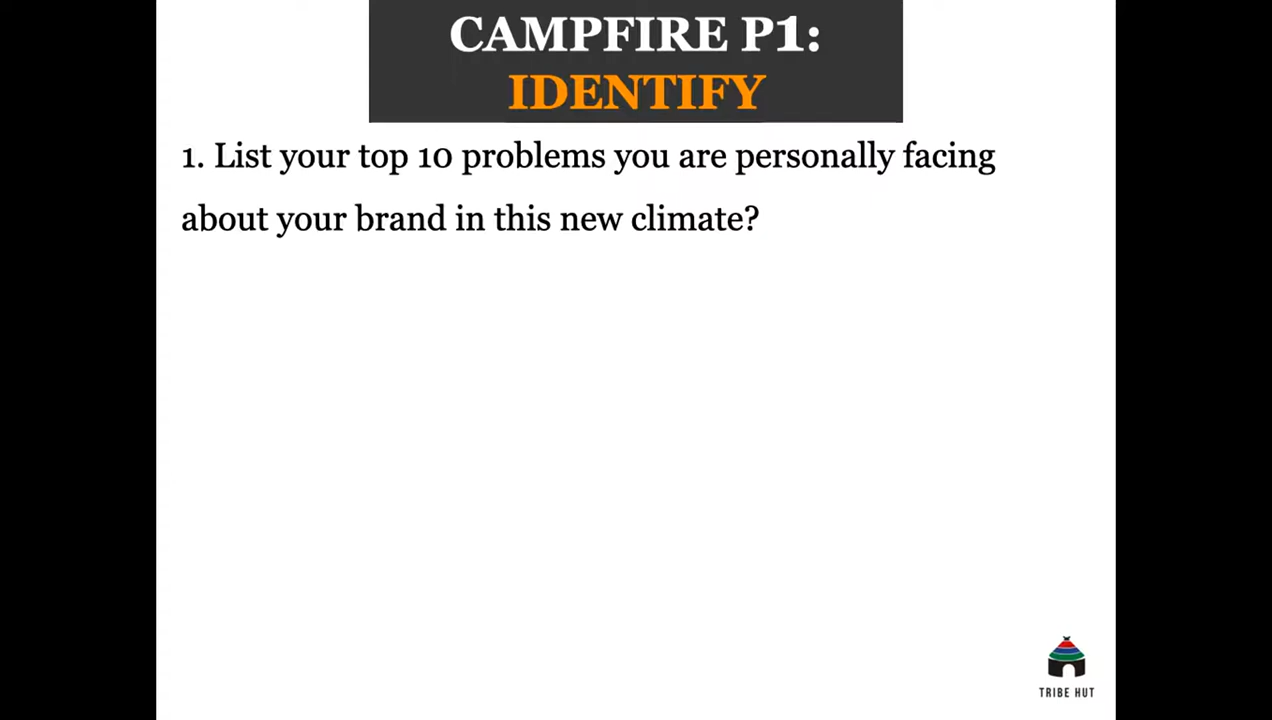 CAMPFIRE P1:
IDENTIFY
1. List your top 10 problems you are personally facing
about your brand in this new climate?
TRIBE HUT